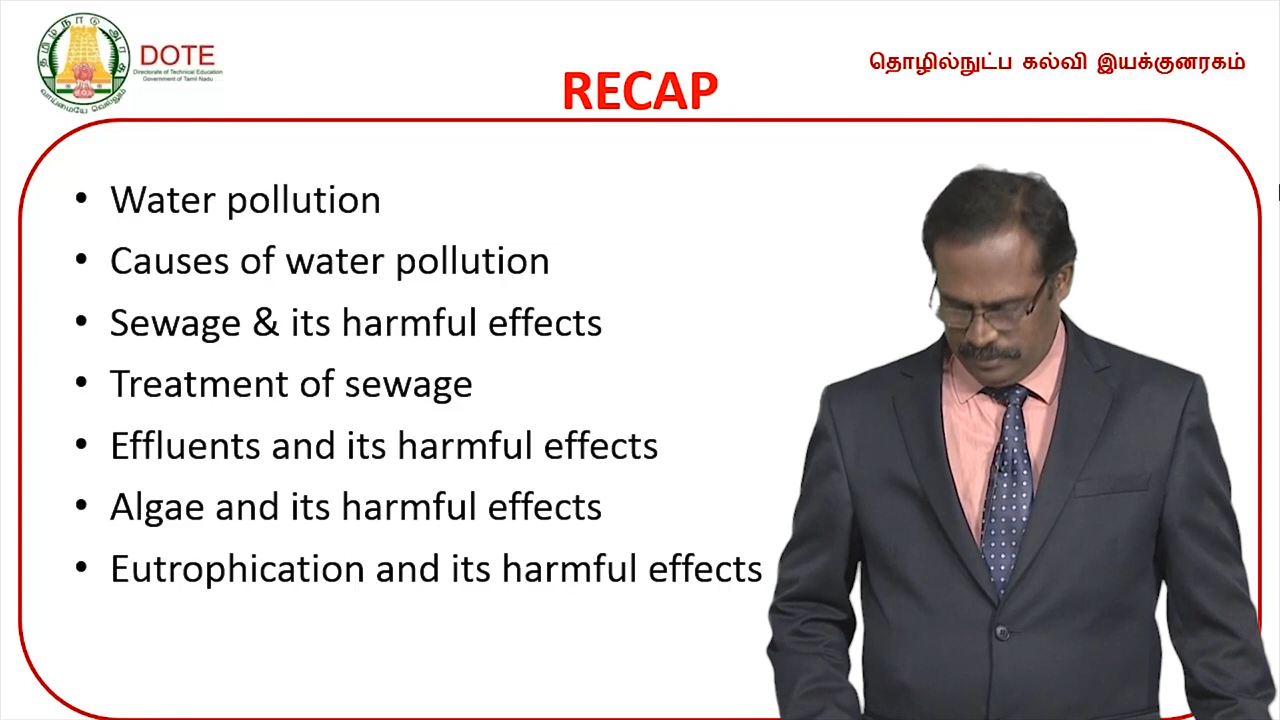 தமிழ்நாடு அரசு
வாய்மையே வெல்லும்
DOTE
Directorate of Technical Education
Government of Tamil Nadu
தொழில்நுட்ப கல்வி இயக்குனரகம்
RECAP
• Water pollution
• Causes of water pollution
• Sewage & its harmful effects
• Treatment of sewage
• Effluents and its harmful effects
• Algae and its harmful effects
• Eutrophication and its harmful effects